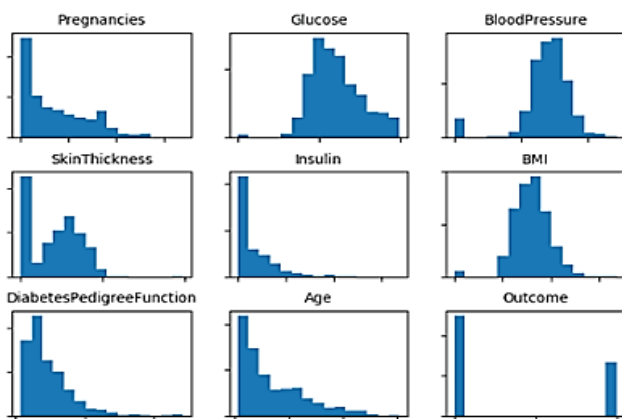 Pregnancies
Glucose
BloodPressure
SkinThickness
Insulin
BMI
DiabetesPedigreeFunction
Age
Outcome